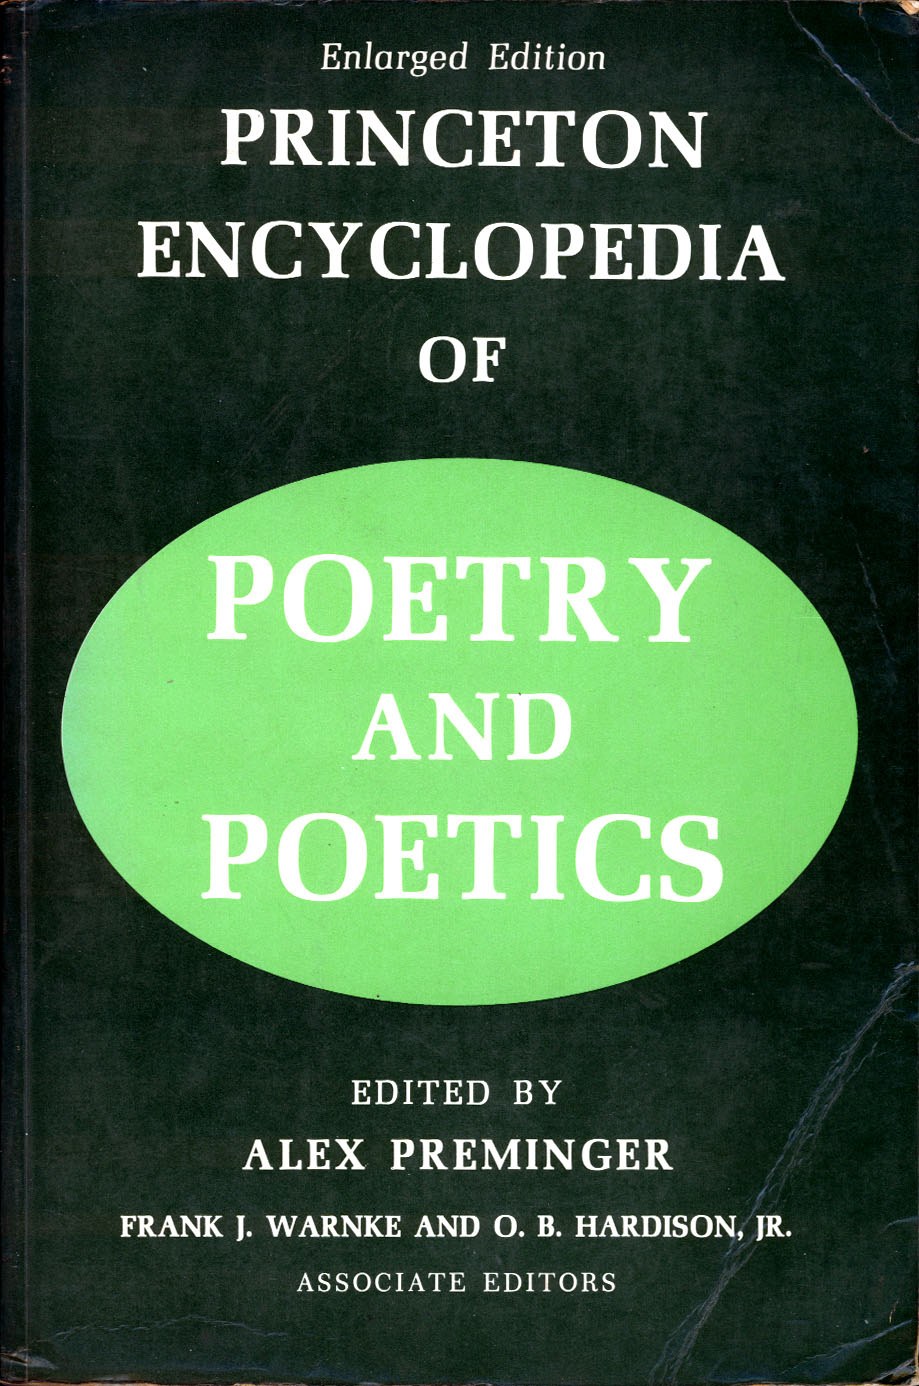 Enlarged Edition
PRINCETON
ENCYCLOPEDIA
OF
POETRY
AND
POETICS
EDITED BY
ALEX PREMINGER
FRANK J. WARNKE AND O. B. HARDISON, JR.
ASSOCIATE EDITORS